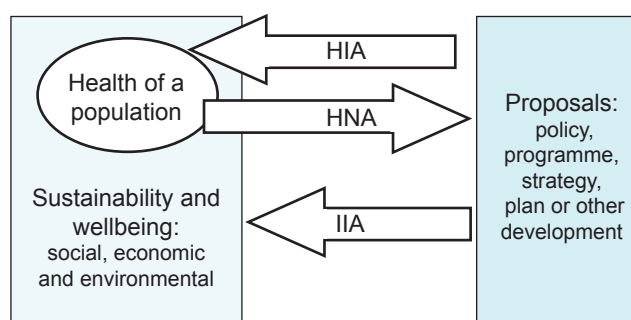 Health of a
population
Sustainability and
wellbeing:
social, economic
and environmental
HIA
HNA
IIA
Proposals:
policy,
programme,
strategy,
plan or other
development